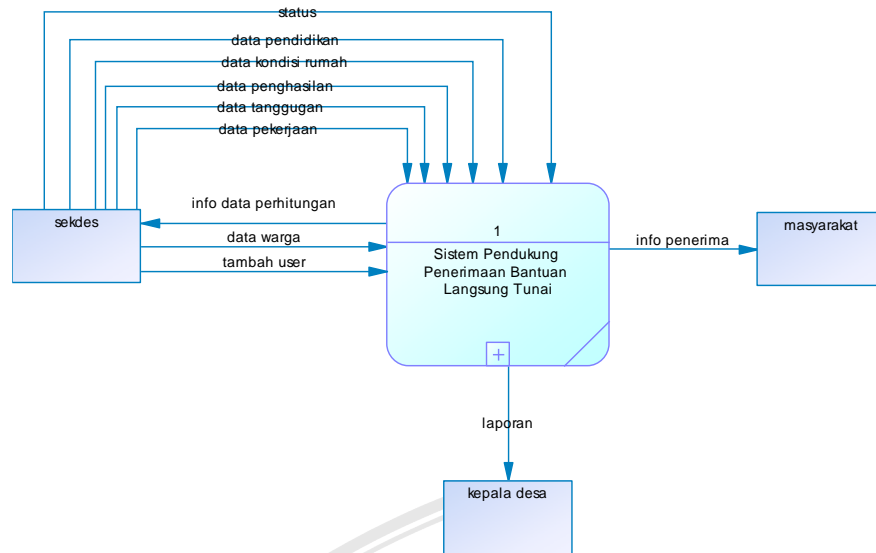 status
data pendidikan
data kondisi rumah
data penghasilan
data tanggugan
data pekerjaan
info data perhitungan
sekdes
data warga
tambah user
1
Sistem Pendukung
Penerimaan Bantuan
Langsung Tunai
info penerima
masyarakat
laporan
kepala desa